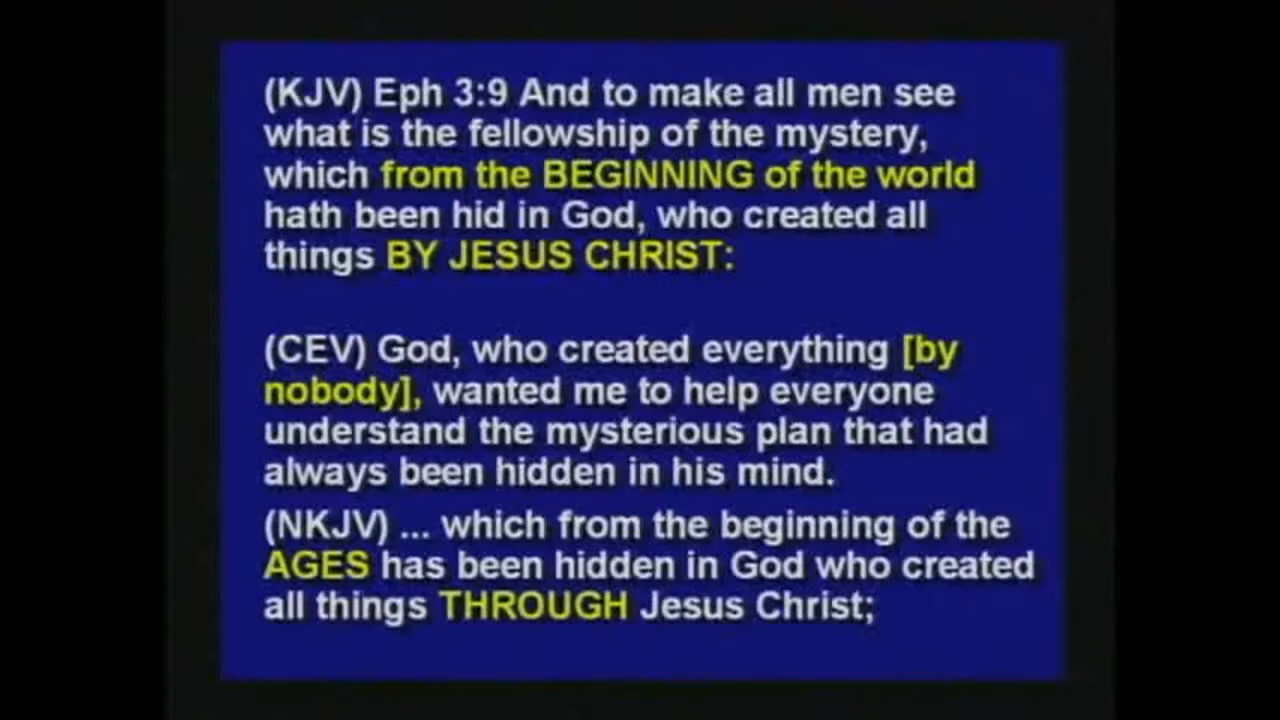 (KJV) Eph 3:9 And to make all men see
what is the fellowship of the mystery,
which from the BEGINNING of the world
hath been hid in God, who created all
things BY JESUS CHRIST:
(CEV) God, who created everything [by
nobody], wanted me to help everyone
understand the mysterious plan that had
always been hidden in his mind.
(NKJV) ... which from the beginning of the
AGES has been hidden in God who created
all things THROUGH Jesus Christ;